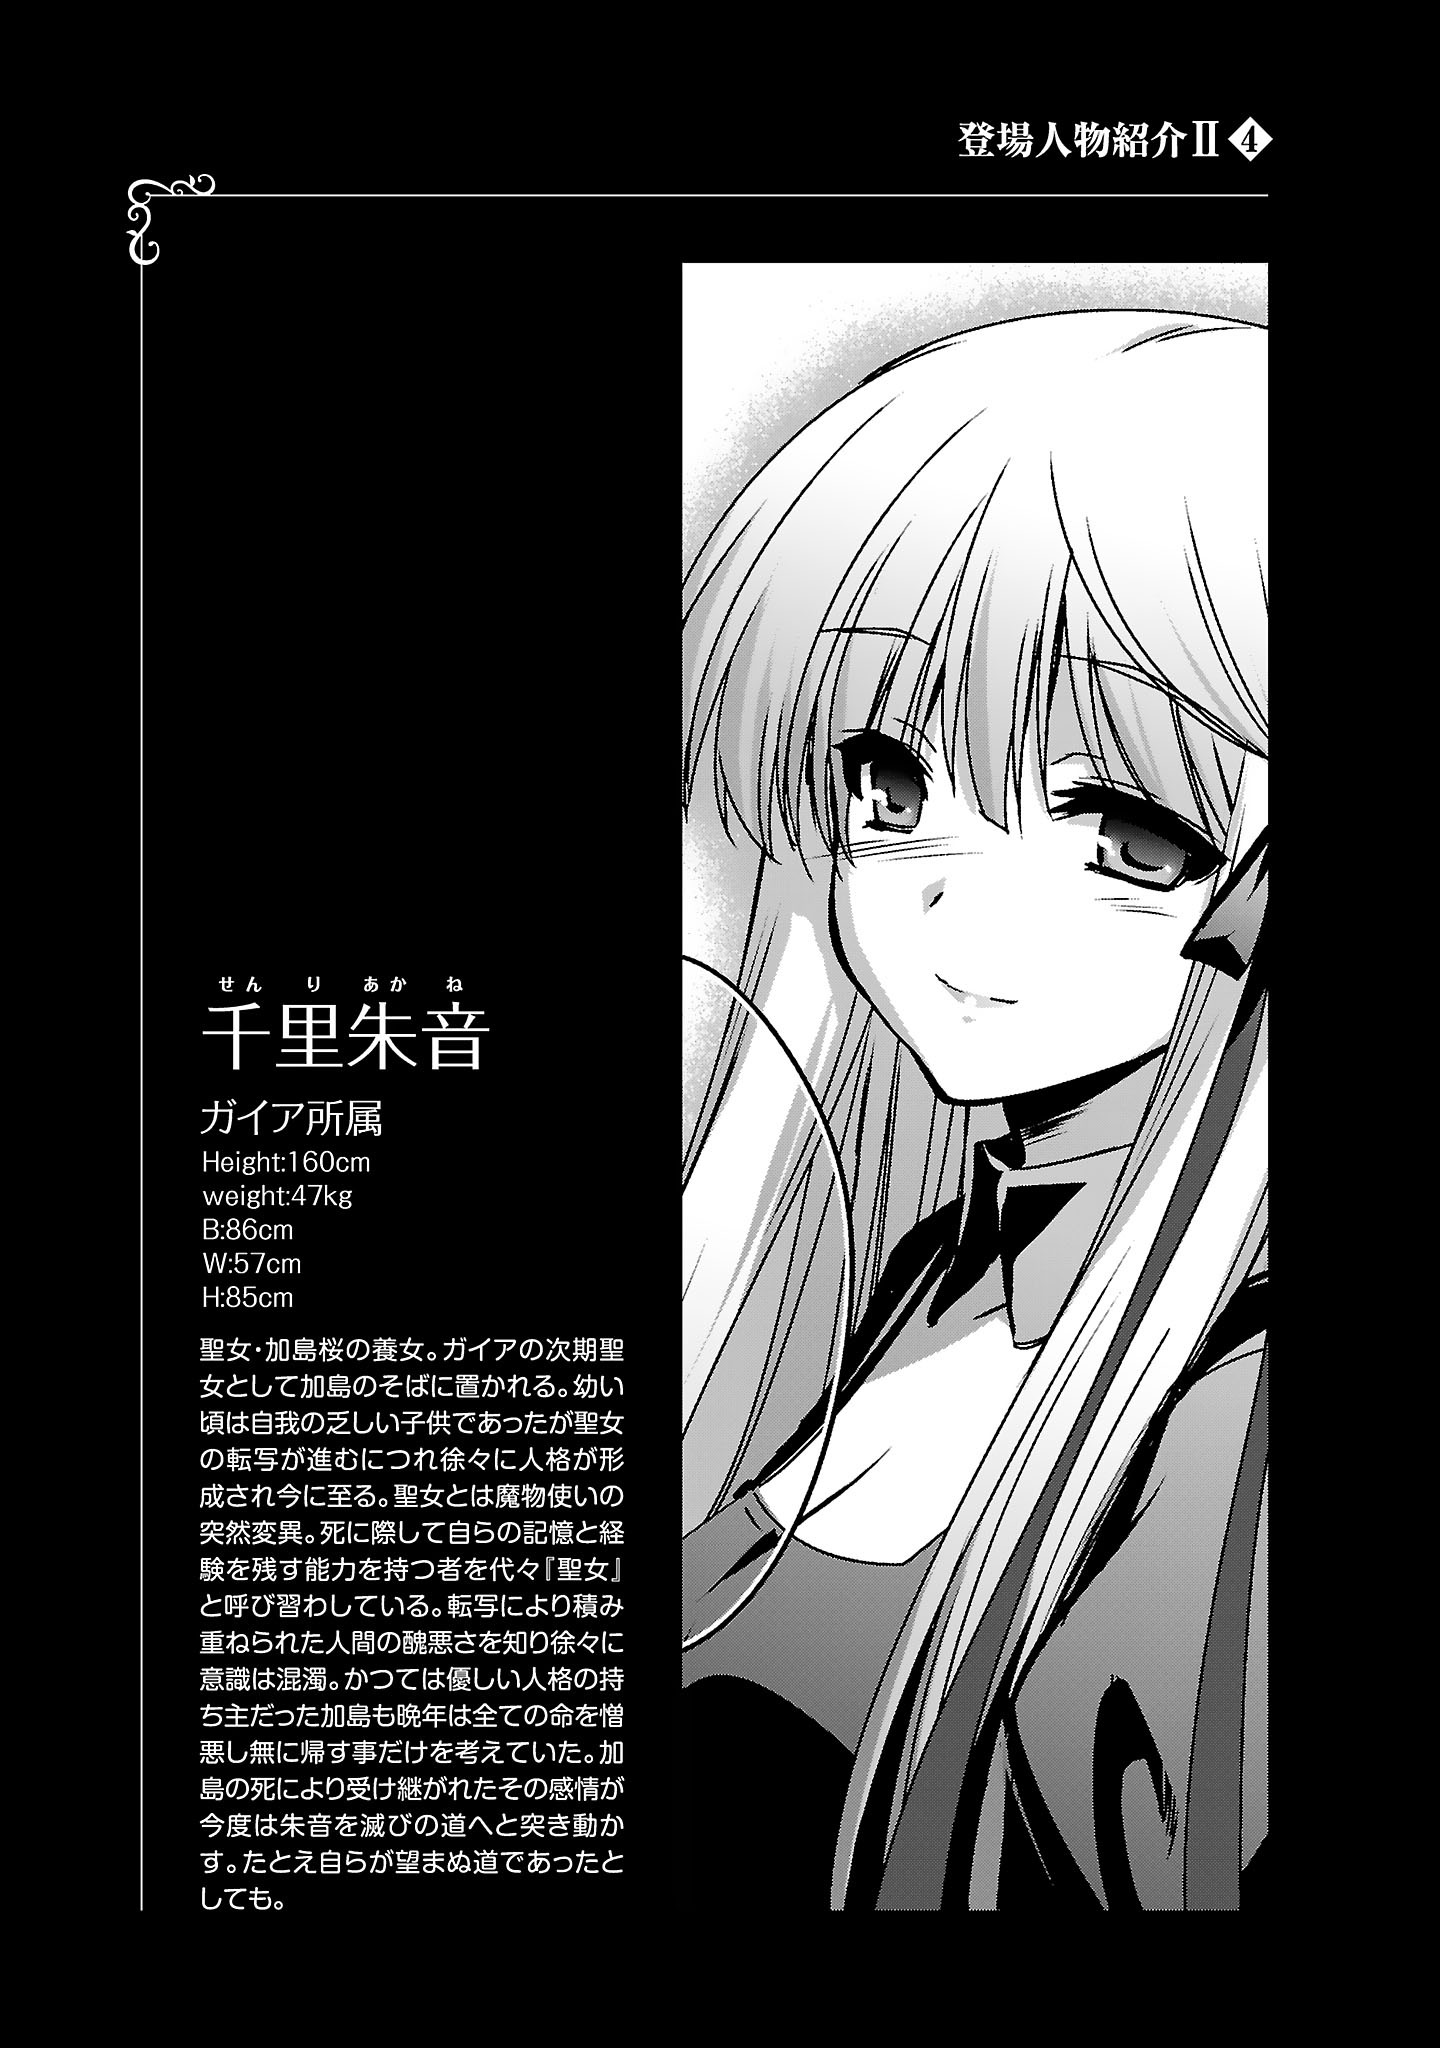 登場人物紹介Ⅱ 4
せん り あか ね
千里朱音
ガイア所属
Height:160cm
weight:47kg
B:86cm
W:57cm
H:85cm
聖女・加島桜の養女。ガイアの次期聖
女として加島のそばに置かれる。幼い
頃は自我の乏しい子供であったが聖女
の転写が進むにつれ徐々に人格が形
成され今に至る。聖女とは魔物使いの
突然変異。死に際して自らの記憶と経
験を残す能力を持つ者を代々『聖女』
と呼び習わしている。転写により積み
重ねられた人間の醜悪さを知り徐々に
意識は混濁。かつては優しい人格の持
ち主だった加島も晩年は全ての命を憎
悪し無に帰す事だけを考えていた。加
島の死により受け継がれたその感情が
今度は朱音を滅びの道へと突き動か
す。たとえ自らが望まぬ道であったと
しても。